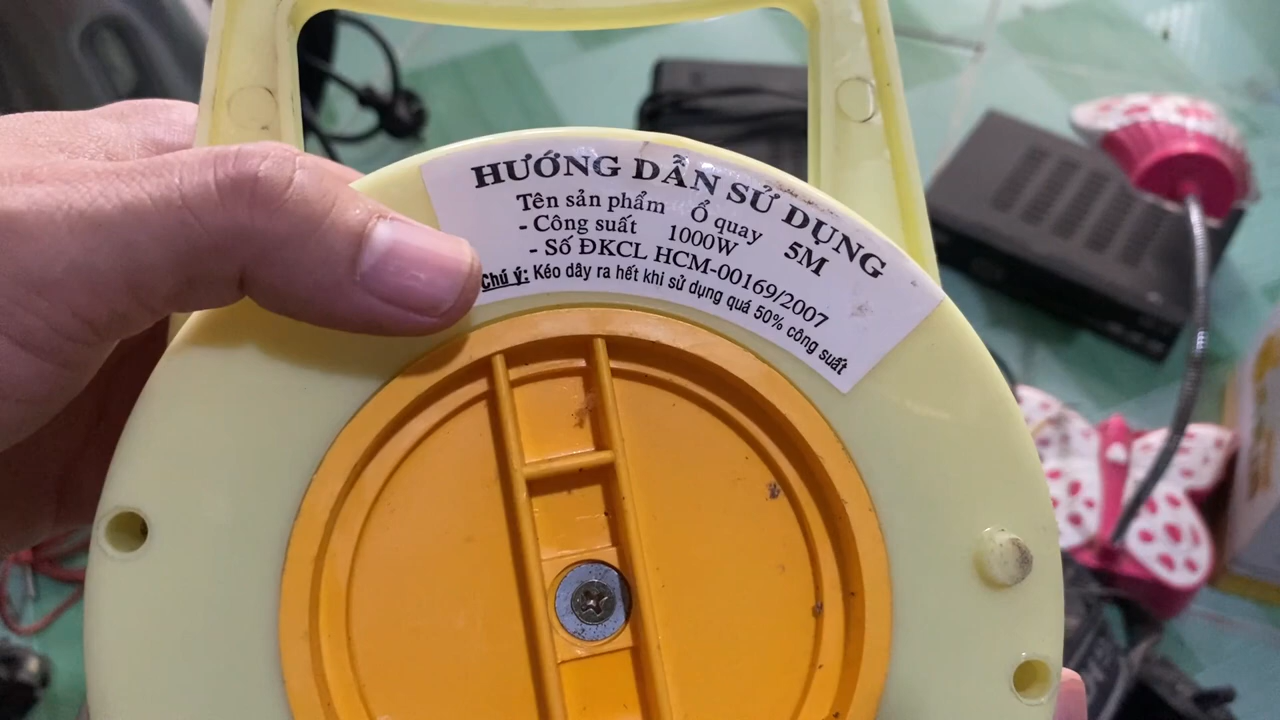 HƯỚNG DẪN SỬ DỤNG
Tên sản phẩm Ổ quay 5M
- Công suất 1000W
- Số ĐKCL HCM-00169/2007
Chú ý: Kéo dây ra hết khi sử dụng quá 50% công suất